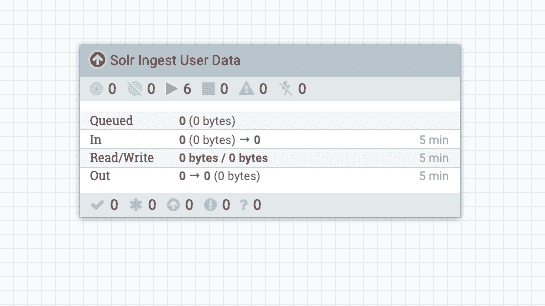 Solr Ingest User Data
0 0 6 0 0 0
Queued 0 (0 bytes)
In 0 (0 bytes) → 0 5 min
Read/Write 0 bytes / 0 bytes 5 min
Out 0 → 0 (0 bytes) 5 min
0 0 0 0 ? 0